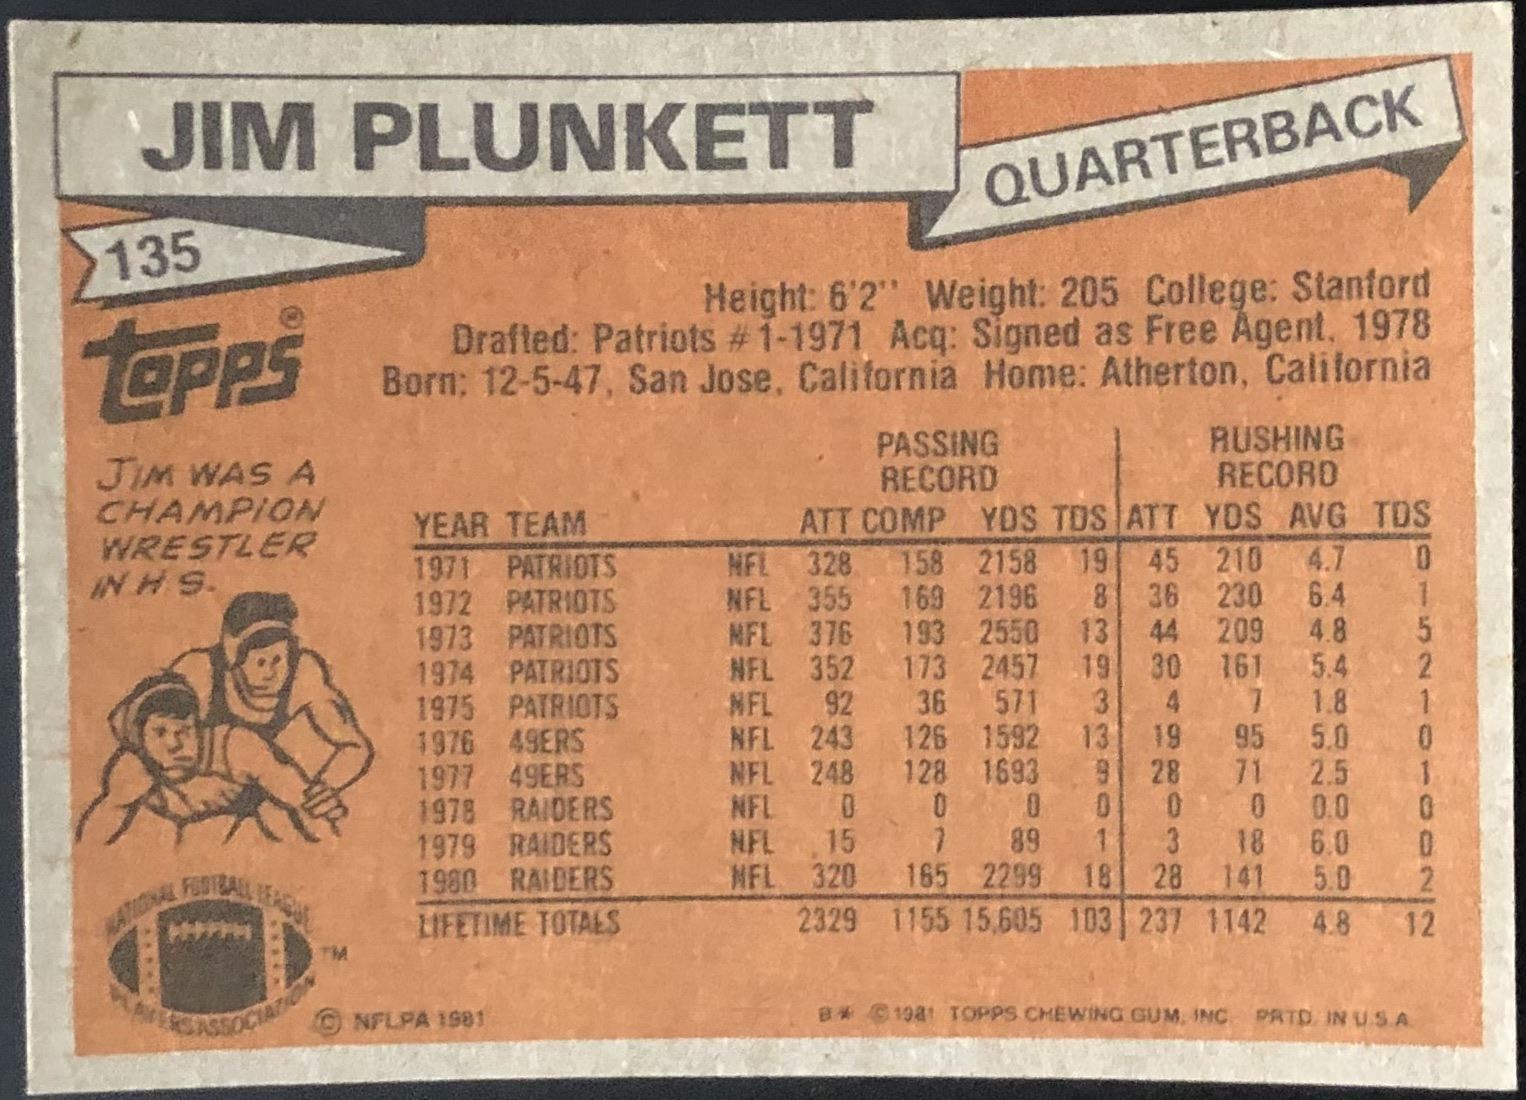 JIM PLUNKETT
QUARTERBACK
135
topps®
Height: 6'2" Weight: 205 College: Stanford
Drafted: Patriots #1-1971 Acq: Signed as Free Agent, 1978
Born: 12-5-47, San Jose, California Home: Atherton, California
JIM WAS A
CHAMPION
WRESTLER
IN H.S.
PASSING RECORD
RUSHING RECORD
YEAR TEAM ATT COMP YDS TDS ATT YDS AVG TDS
1971 PATRIOTS NFL 328 158 2158 19 45 210 4.7 0
1972 PATRIOTS NFL 355 169 2196 8 36 230 6.4 1
1973 PATRIOTS NFL 376 193 2550 13 44 209 4.8 5
1974 PATRIOTS NFL 352 173 2457 19 30 161 5.4 2
1975 PATRIOTS NFL 92 36 571 3 4 7 1.8 1
1976 49ERS NFL 243 126 1592 13 19 95 5.0 0
1977 49ERS NFL 248 128 1693 9 28 71 2.5 1
1978 RAIDERS NFL 0 0 0 0 0 0 0.0 0
1979 RAIDERS NFL 15 7 89 1 3 18 6.0 0
1980 RAIDERS NFL 320 165 2299 18 28 141 5.0 2
LIFETIME TOTALS 2329 1155 15,605 103 237 1142 4.8 12
NATIONAL FOOTBALL LEAGUE
PLAYERS ASSOCIATION
TM
© NFLPA 1981
B* © 1981 TOPPS CHEWING GUM, INC. PRTD. IN U.S.A.